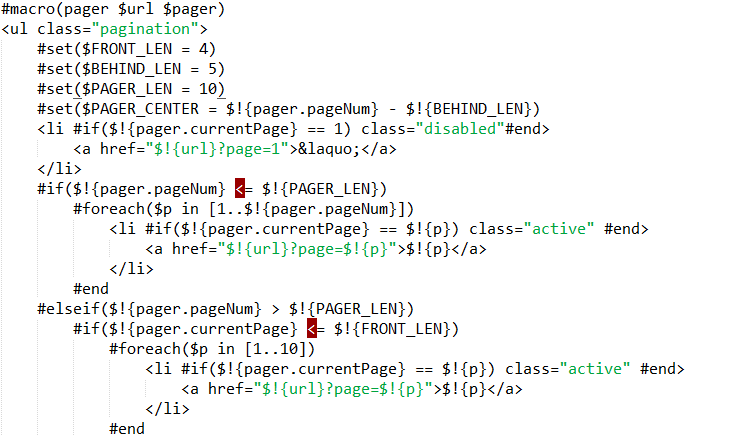 #macro(pager $url $pager)
<ul class="pagination">
    #set($FRONT_LEN = 4)
    #set($BEHIND_LEN = 5)
    #set($PAGER_LEN = 10)
    #set($PAGER_CENTER = $!{pager.pageNum} - $!{BEHIND_LEN})
    <li #if($!{pager.currentPage} == 1) class="disabled"#end>
        <a href="$!{url}?page=1">&laquo;</a>
    </li>
    #if($!{pager.pageNum} <= $!{PAGER_LEN})
        #foreach($p in [1..$!{pager.pageNum}])
            <li #if($!{pager.currentPage} == $!{p}) class="active" #end>
                <a href="$!{url}?page=$!{p}">$!{p}</a>
            </li>
        #end
    #elseif($!{pager.pageNum} > $!{PAGER_LEN})
        #if($!{pager.currentPage} <= $!{FRONT_LEN})
            #foreach($p in [1..10])
                <li #if($!{pager.currentPage} == $!{p}) class="active" #end>
                    <a href="$!{url}?page=$!{p}">$!{p}</a>
                </li>
            #end